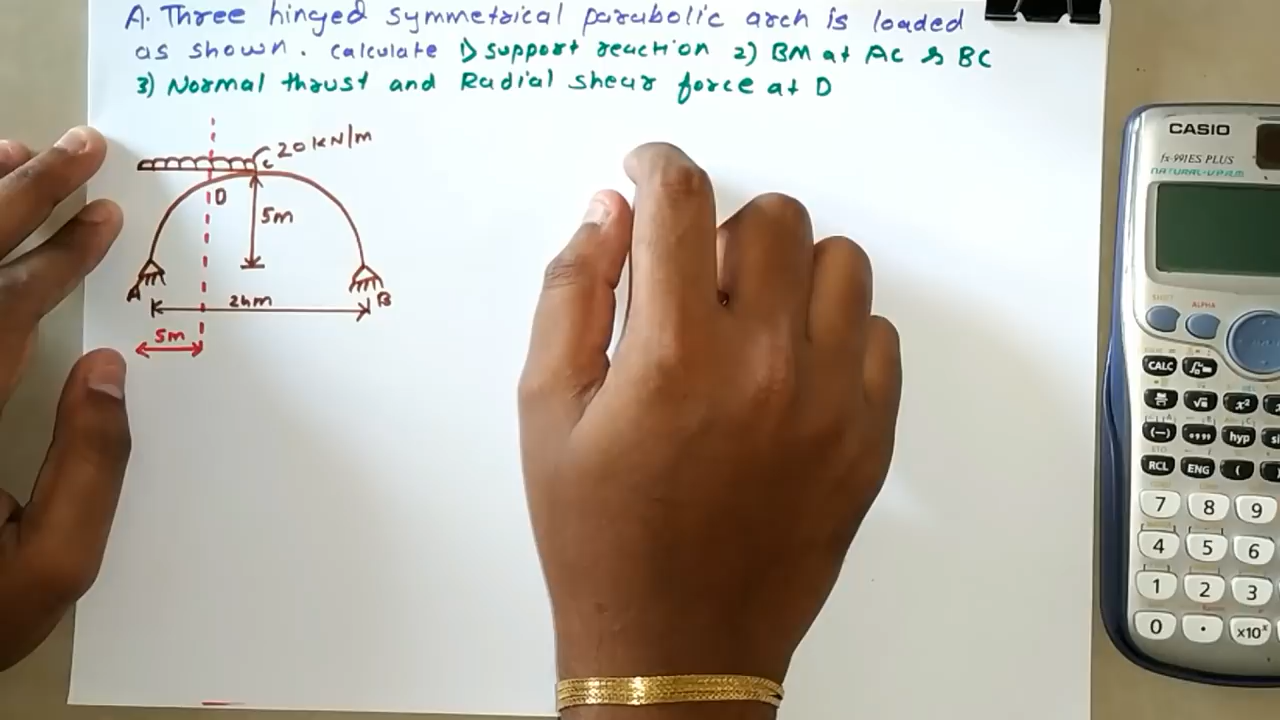 A. Three hinged symmetrical parabolic arch is loaded
as shown. calculate 1) support reaction 2) BM at AC & BC
3) Normal thrust and Radial shear force at D
20 KN/m
C
D
5m
A
24m
B
5m
CASIO
fx-991ES PLUS
NATURAL-V.P.A.M.
SHIFT
ALPHA
CALC
hyp
RCL
ENG
(
7
8
9
4
5
6
1
2
3
0
.
×10ˣ